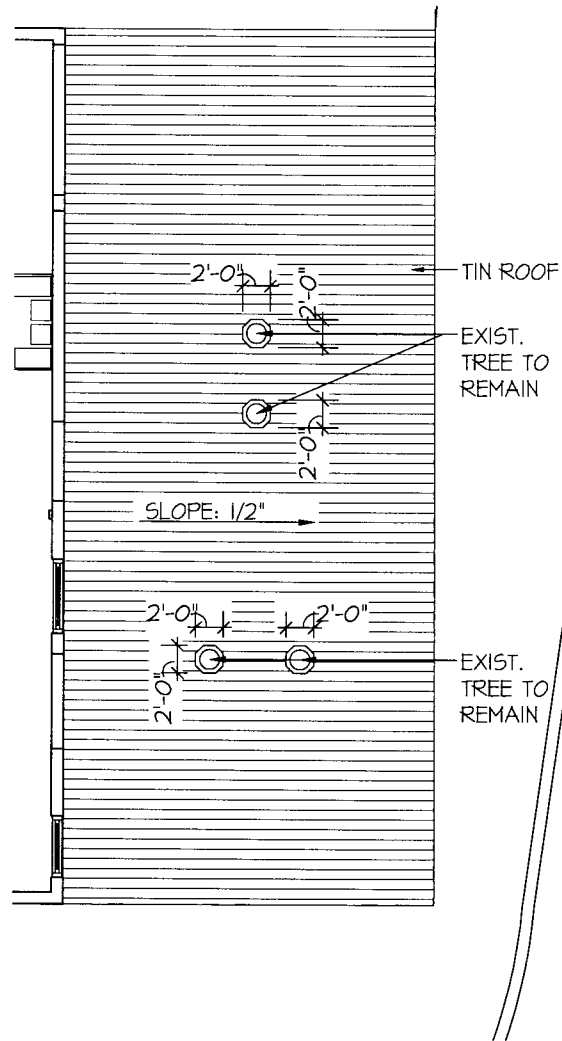 2'-0"
2'-0"
TIN ROOF
EXIST.
TREE TO
REMAIN
2'-0"
SLOPE: 1/2"
2'-0"
2'-0"
2'-0"
EXIST.
TREE TO
REMAIN